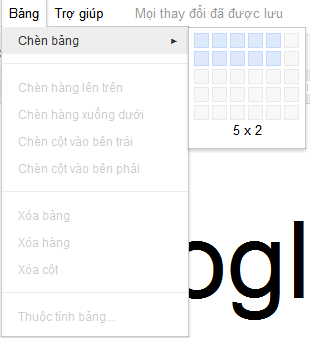 Bảng Trợ giúp Mọi thay đổi đã được lưu
Chèn bảng
5 x 2
Chèn hàng lên trên
Chèn hàng xuống dưới
Chèn cột vào bên trái
Chèn cột vào bên phải
Xóa bảng
Xóa hàng
Xóa cột
Thuộc tính bảng...
ogl